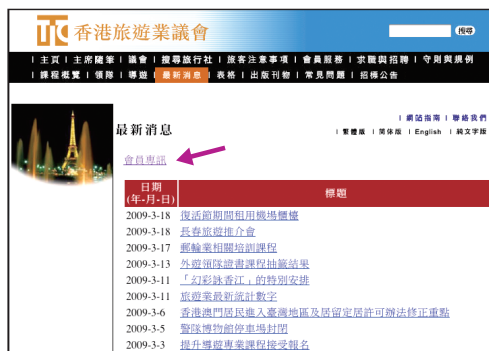 TIC 香港旅遊業議會
搜尋
| 主頁 | 主席隨筆 | 議會 | 搜尋旅行社 | 旅客注意事項 | 會員服務 | 求職與招聘 | 守則與規例
| 課程概覽 | 領隊 | 導遊 | 最新消息 | 表格 | 出版刊物 | 常見問題 | 招標公告
| 網站指南 | 聯絡我們
最新消息
| 繁體版 | 简体版 | English | 純文字版
會員專訊
日期
(年-月-日)
標題
2009-3-18 復活節期間租用機場櫃檯
2009-3-18 長春旅遊推介會
2009-3-17 郵輪業相關培訓課程
2009-3-13 外遊領隊證書課程抽籤結果
2009-3-11 「幻彩詠香江」的特別安排
2009-3-11 旅遊業最新統計數字
2009-3-6 香港澳門居民進入臺灣地區及居留定居許可辦法修正重點
2009-3-5 警隊博物館停車場封閉
2009-3-3 提升導遊專業課程接受報名